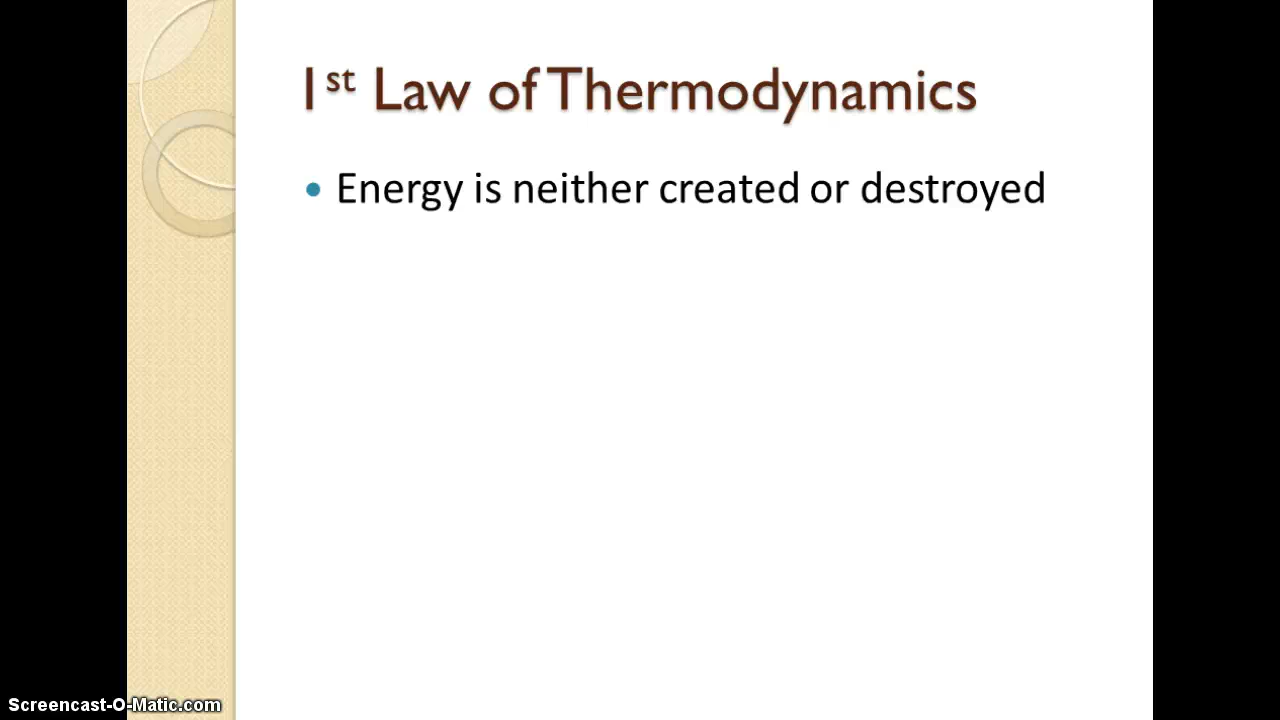 1st Law of Thermodynamics
• Energy is neither created or destroyed
Screencast-O-Matic.com